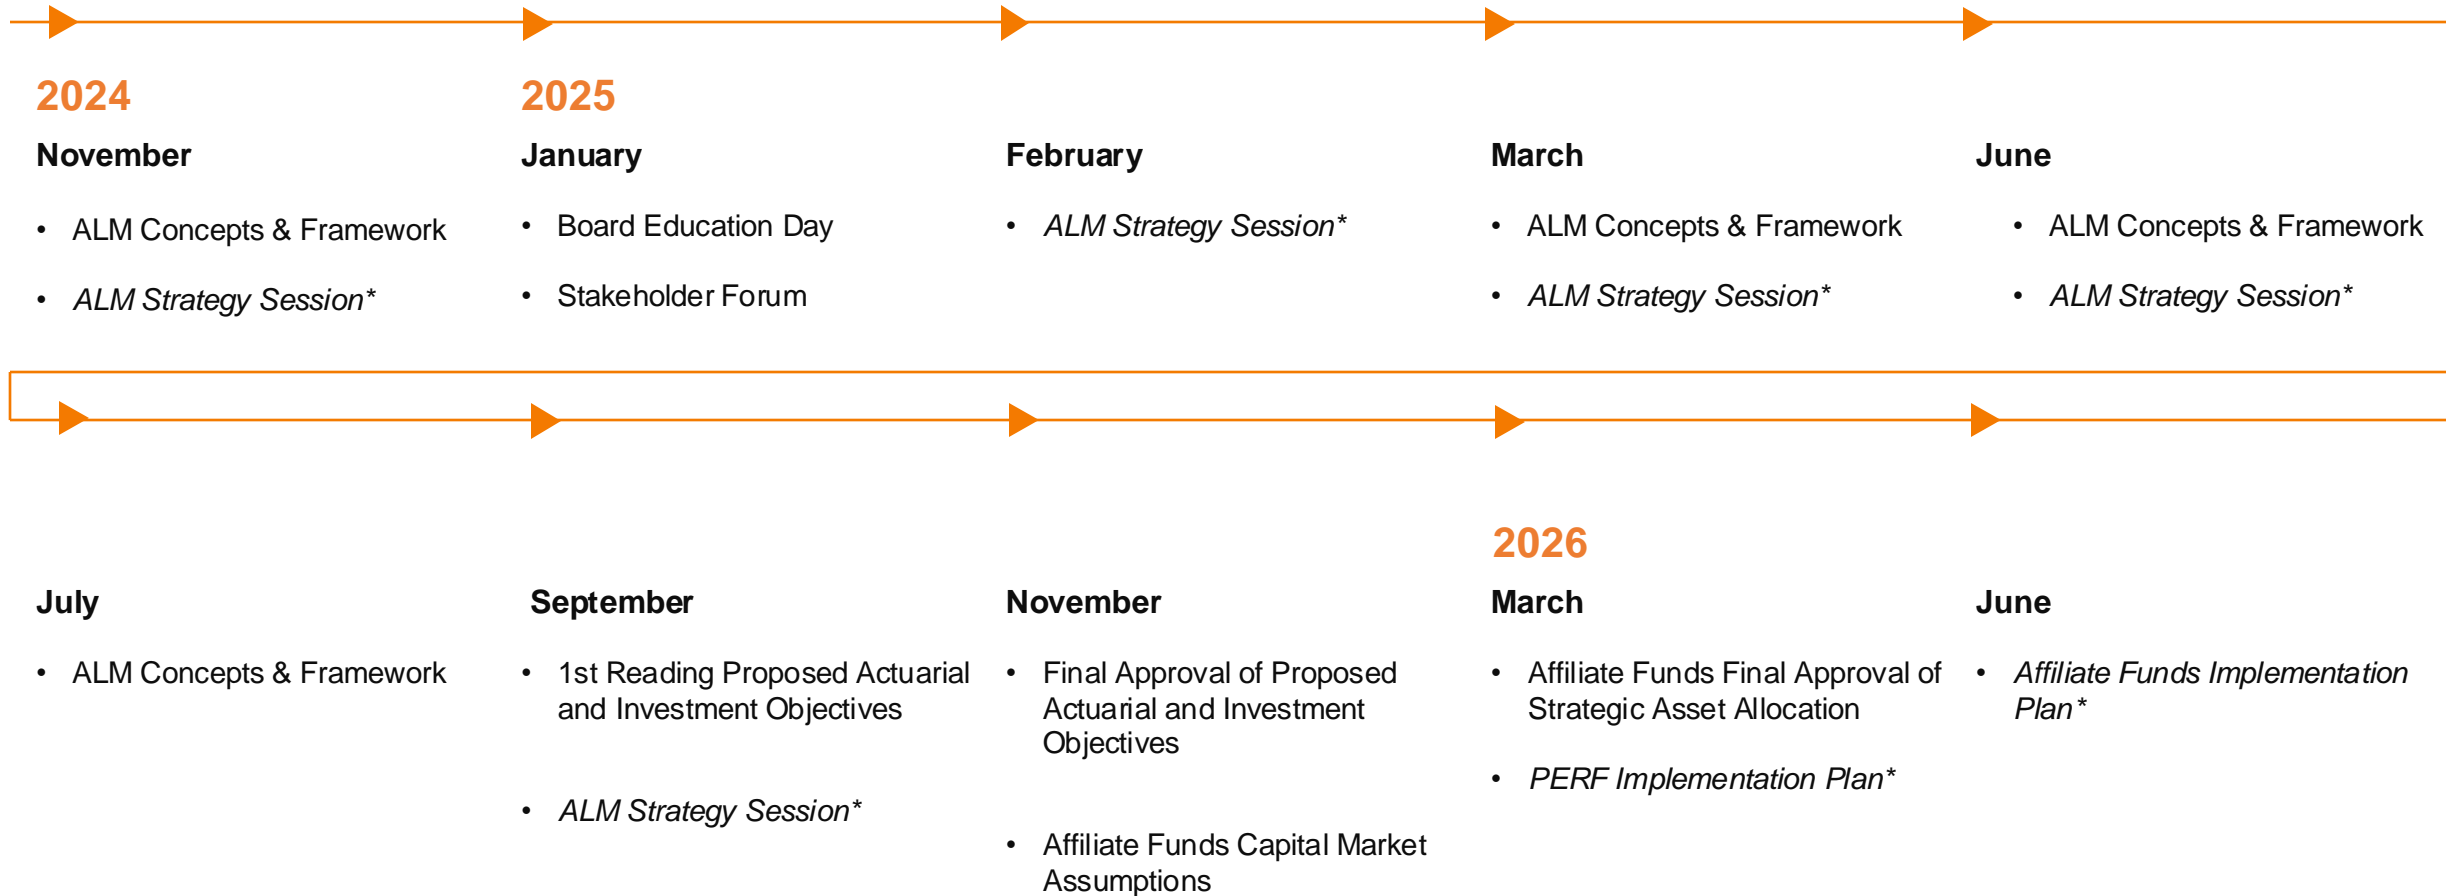 2024
November
• ALM Concepts & Framework
• ALM Strategy Session*
2025
January
• Board Education Day
• Stakeholder Forum
February
• ALM Strategy Session*
March
• ALM Concepts & Framework
• ALM Strategy Session*
June
• ALM Concepts & Framework
• ALM Strategy Session*
July
• ALM Concepts & Framework
September
• 1st Reading Proposed Actuarial
and Investment Objectives
• ALM Strategy Session*
November
• Final Approval of Proposed
Actuarial and Investment
Objectives
• Affiliate Funds Capital Market
Assumptions
2026
March
• Affiliate Funds Final Approval of
Strategic Asset Allocation
• PERF Implementation Plan*
June
• Affiliate Funds Implementation
Plan*